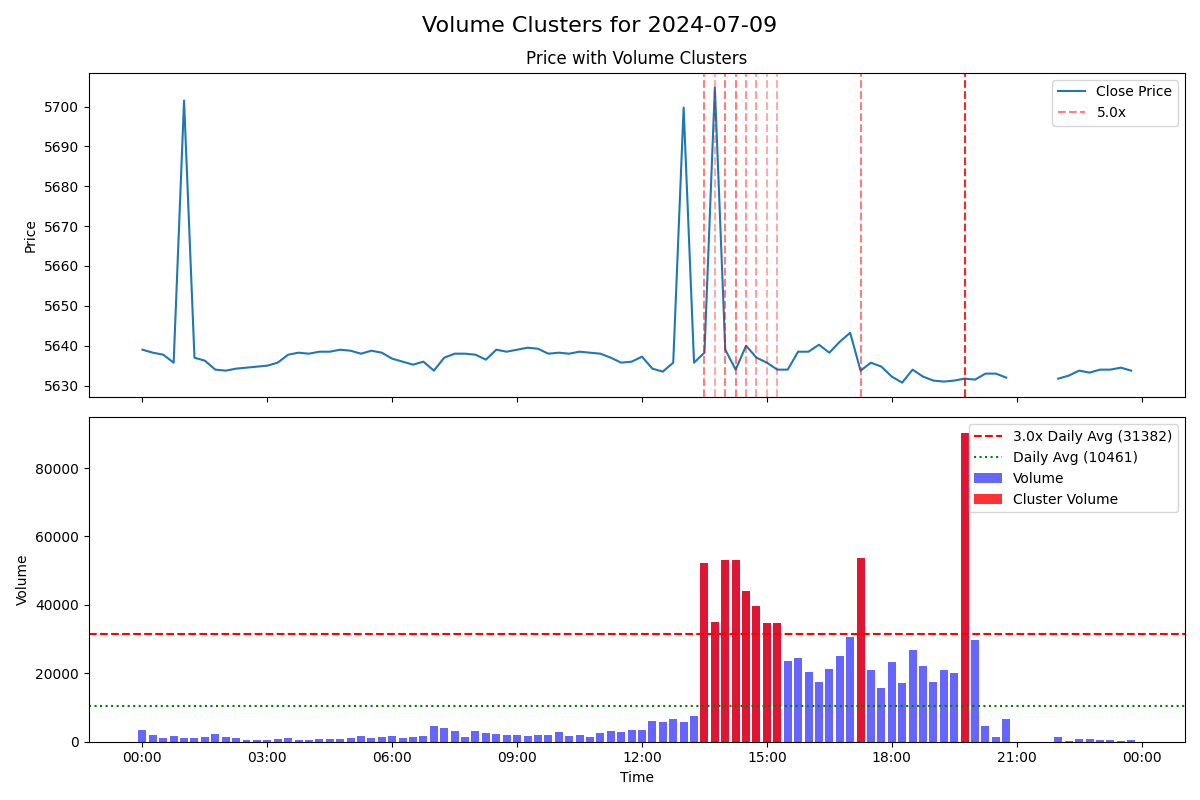 Volume Clusters for 2024-07-09
Price with Volume Clusters
Price
5700
5690
5680
5670
5660
5650
5640
5630
Close Price
5.0x
Volume
80000
60000
40000
20000
0
3.0x Daily Avg (31382)
Daily Avg (10461)
Volume
Cluster Volume
00:00 03:00 06:00 09:00 12:00 15:00 18:00 21:00 00:00
Time